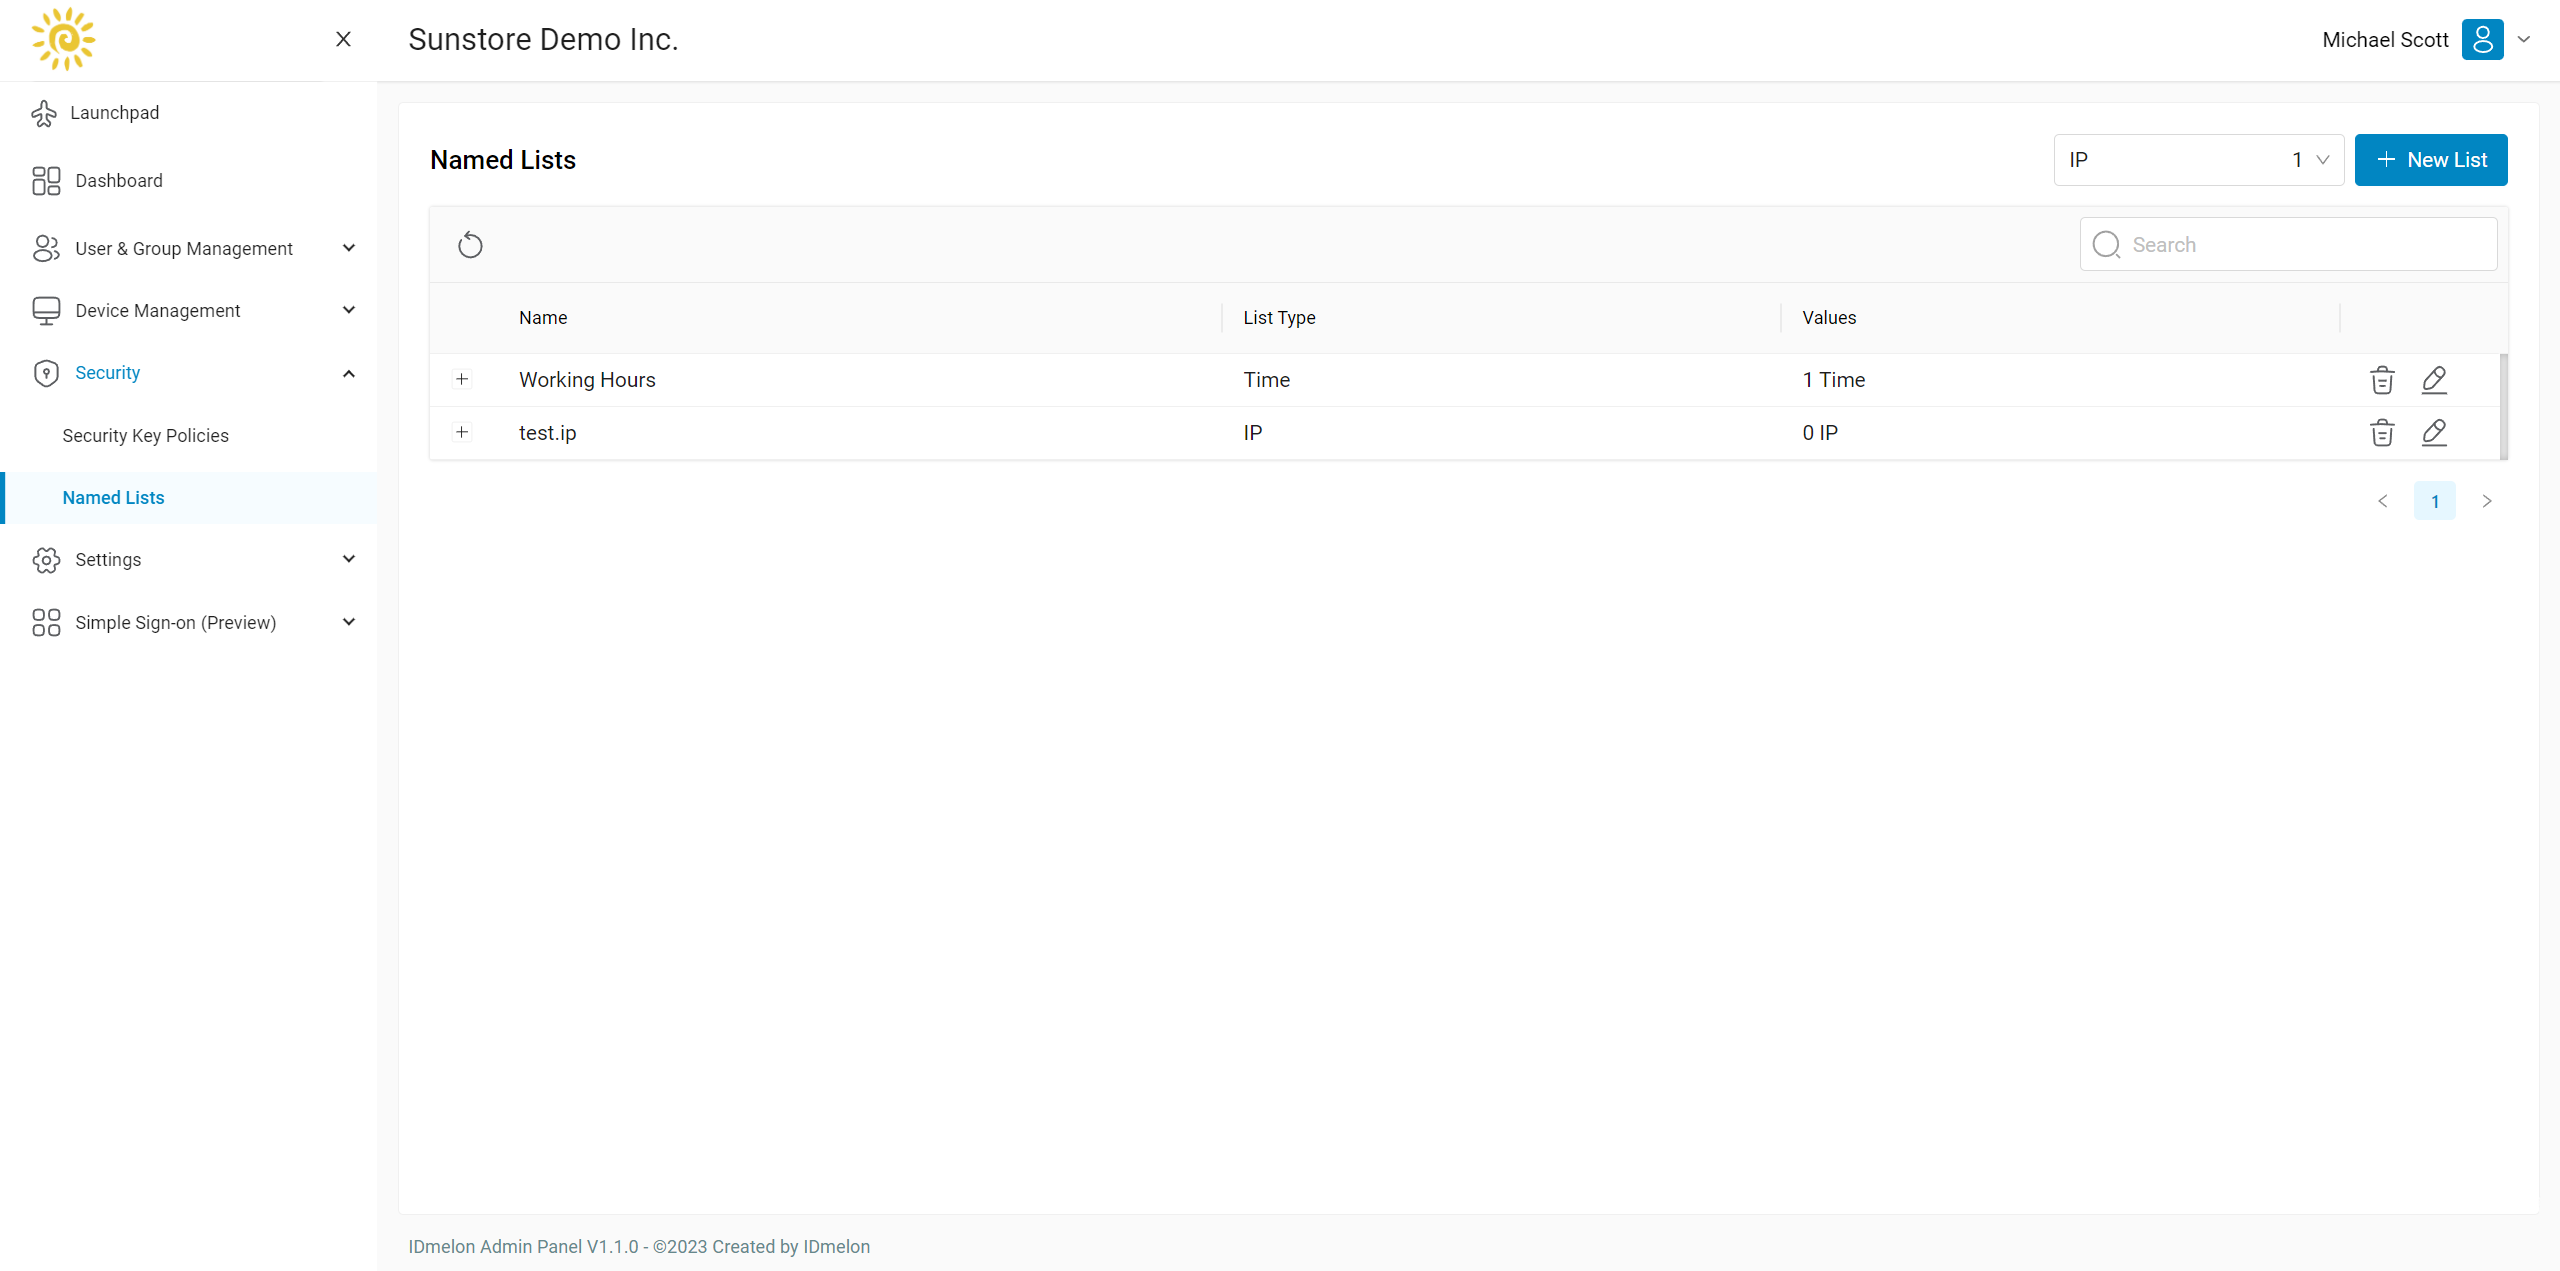 Sunstore Demo Inc.
Michael Scott
Launchpad
Dashboard
User & Group Management
Device Management
Security
Security Key Policies
Named Lists
Settings
Simple Sign-on (Preview)
Named Lists
IP 1
New List
Search
Name List Type Values
Working Hours Time 1 Time
test.ip IP 0 IP
1
IDmelon Admin Panel V1.1.0 - ©2023 Created by IDmelon